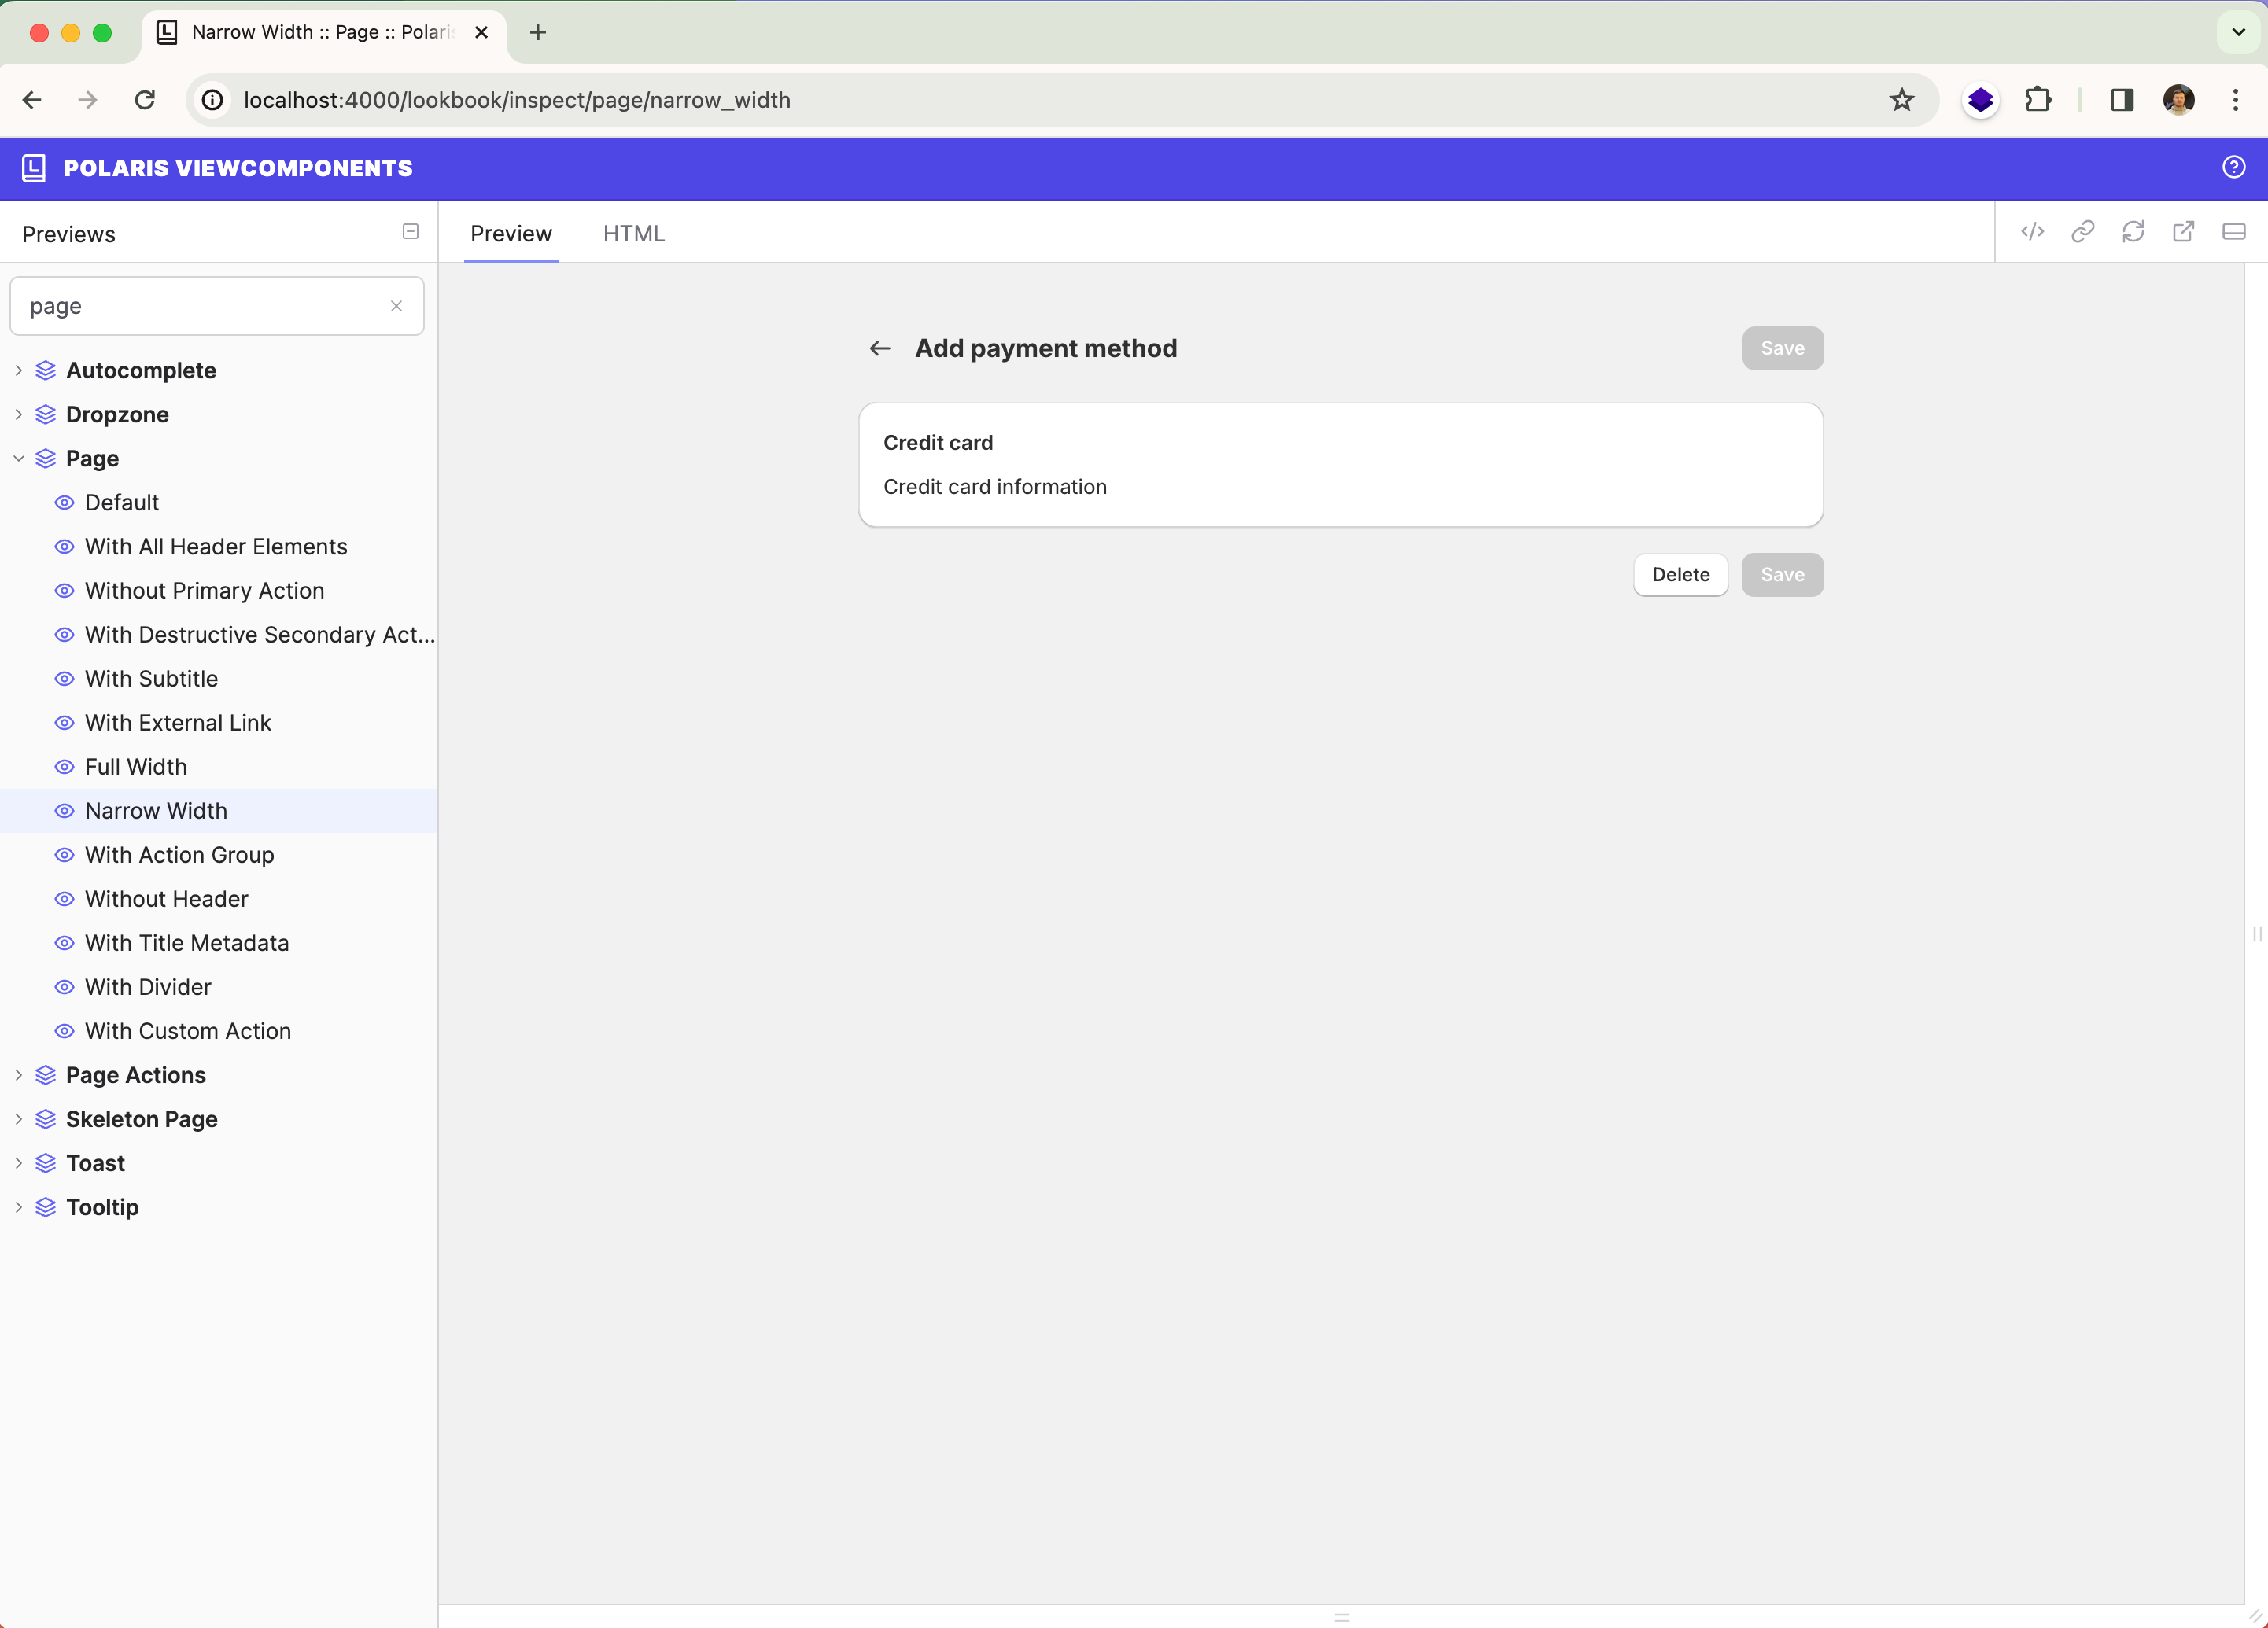 Narrow Width :: Page :: Polaris
localhost:4000/lookbook/inspect/page/narrow_width
POLARIS VIEWCOMPONENTS
Previews
Preview HTML
page
Autocomplete
Dropzone
Page
Default
With All Header Elements
Without Primary Action
With Destructive Secondary Act...
With Subtitle
With External Link
Full Width
Narrow Width
With Action Group
Without Header
With Title Metadata
With Divider
With Custom Action
Page Actions
Skeleton Page
Toast
Tooltip
Add payment method
Save
Credit card
Credit card information
Delete
Save